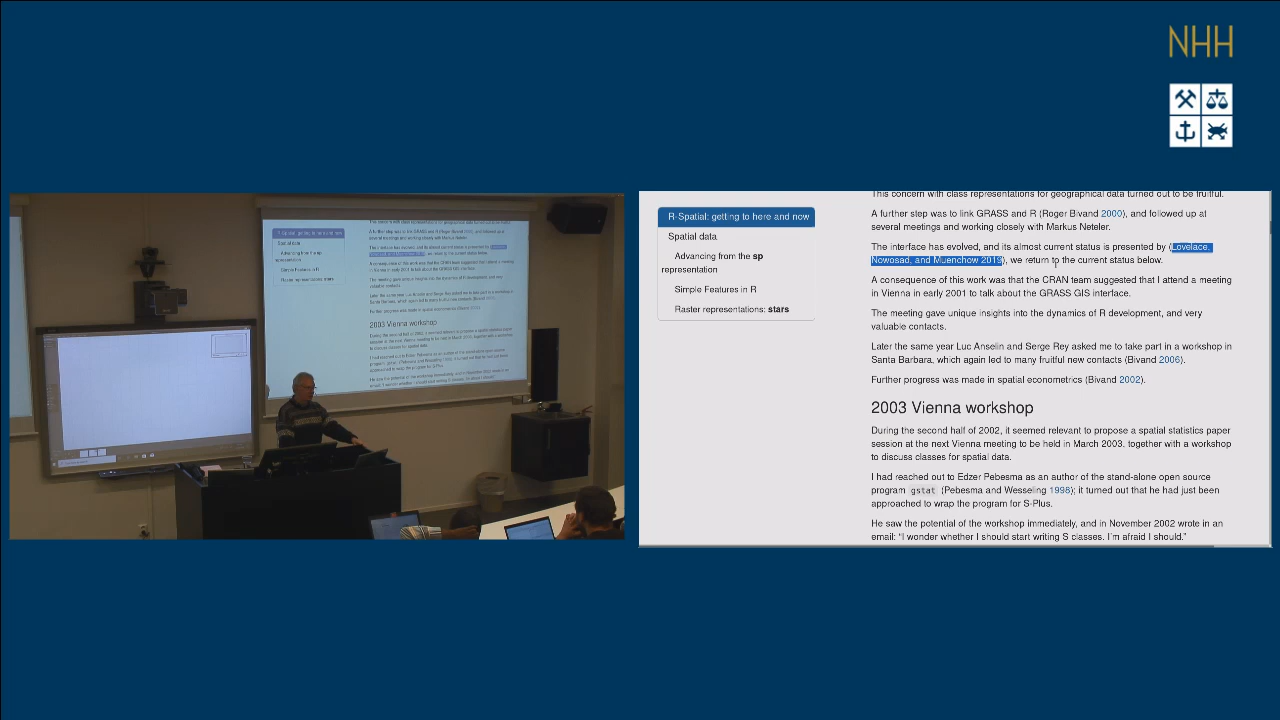 NHH
R-Spatial: getting to here and now
Spatial data
Advancing from the sp
representation
Simple Features in R
Raster representations: stars
This concern with class representations for geographical data turned out to be fruitful.
A further step was to link GRASS and R (Roger Bivand 2000), and followed up at
several meetings and working closely with Markus Neteler.
The interface has evolved, and its almost current status is represented by (Lovelace,
Nowosad, and Muenchow 2019), we return to the current status below.
A consequence of this work was that the CRAN team suggested that I attend a meeting
in Vienna in early 2001 to talk about the GRASS GIS interface.
The meeting gave unique insights into the dynamics of R development, and very
valuable contacts.
Later the same year Luc Anselin and Serge Rey asked me to take part in a workshop in
Santa Barbara, which again led to many fruitful new contacts (Bivand 2006).
Further progress was made in spatial econometrics (Bivand 2002).
2003 Vienna workshop
During the second half of 2002, it seemed relevant to propose a spatial statistics paper
session at the next Vienna meeting to be held in March 2003, together with a workshop
to discuss classes for spatial data.
I had reached out to Edzer Pebesma as an author of the stand-alone open source
program gstat (Pebesma and Wesseling 1998); it turned out that he had just been
approached to wrap the program for S-Plus.
He saw the potential of the workshop immediately, and in November 2002 wrote in an
email: “I wonder whether I should start writing S classes. I’m afraid I should.”